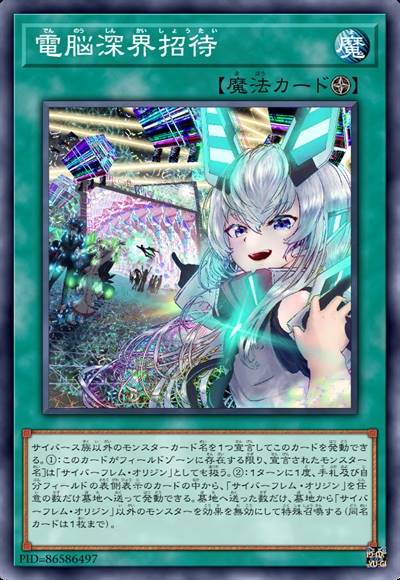 電脳深界招待
魔
【魔法カード】
サイバース族以外のモンスターカード名を1つ宣言してこのカードを発動でき
る。①:このカードがフィールドゾーンに存在する限り、宣言されたモンスター
名]は「サイバーフレム・オリジン」としても扱う。②:1ターンに1度、手札及び自
分フィールドの表側表示のカードの中から、「サイバーフレム・オリジン」を任
意の数だけ墓地へ送って発動できる。墓地へ送った数だけ、墓地から「サイバ
ーフレム・オリジン」以外のモンスターを効果を無効にして特殊召喚する(同名
カードは1枚まで)。
PID=86586497